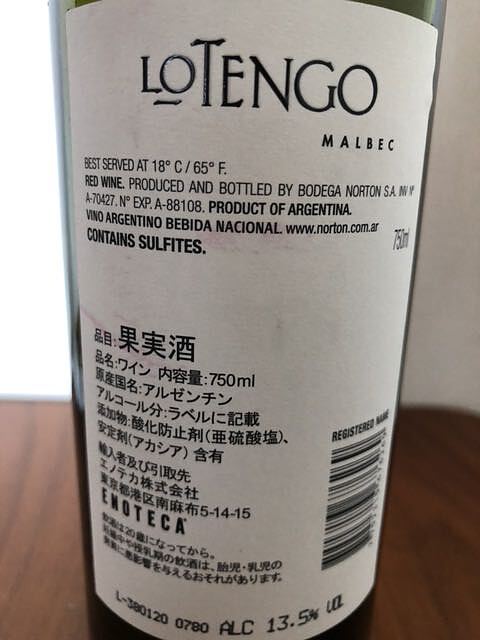 LOTENGO
MALBEC
BEST SERVED AT 18° C / 65° F.
RED WINE. PRODUCED AND BOTTLED BY BODEGA NORTON S.A. INV N°
A-70427. N° EXP. A-88108. PRODUCT OF ARGENTINA.
VINO ARGENTINO BEBIDA NACIONAL www.norton.com.ar
CONTAINS SULFITES.
750ml
品目:果実酒
品名:ワイン 内容量:750ml
原産国名:アルゼンチン
アルコール分:ラベルに記載
添加物:酸化防止剤(亜硫酸塩)、
安定剤(アカシア) 含有
輸入者及び引取先
エノテカ株式会社
東京都港区南麻布5-14-15
ENOTECA
飲酒は20歳になってから。
妊娠中や授乳期の飲酒は、胎児・乳児の
発育に悪影響を与えるおそれがあります。
REGISTERED NAME
L-380120 0780 ALC 13.5% VOL